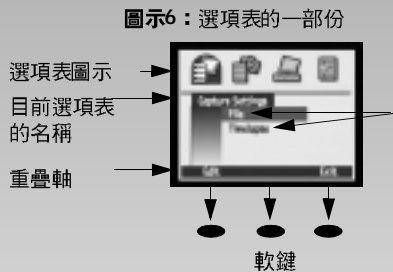 圖示6：選項表的一部份
選項表圖示
目前選項表
的名稱
Capture Settings
File
Timelapse
重疊軸
Edit
Exit
軟鍵